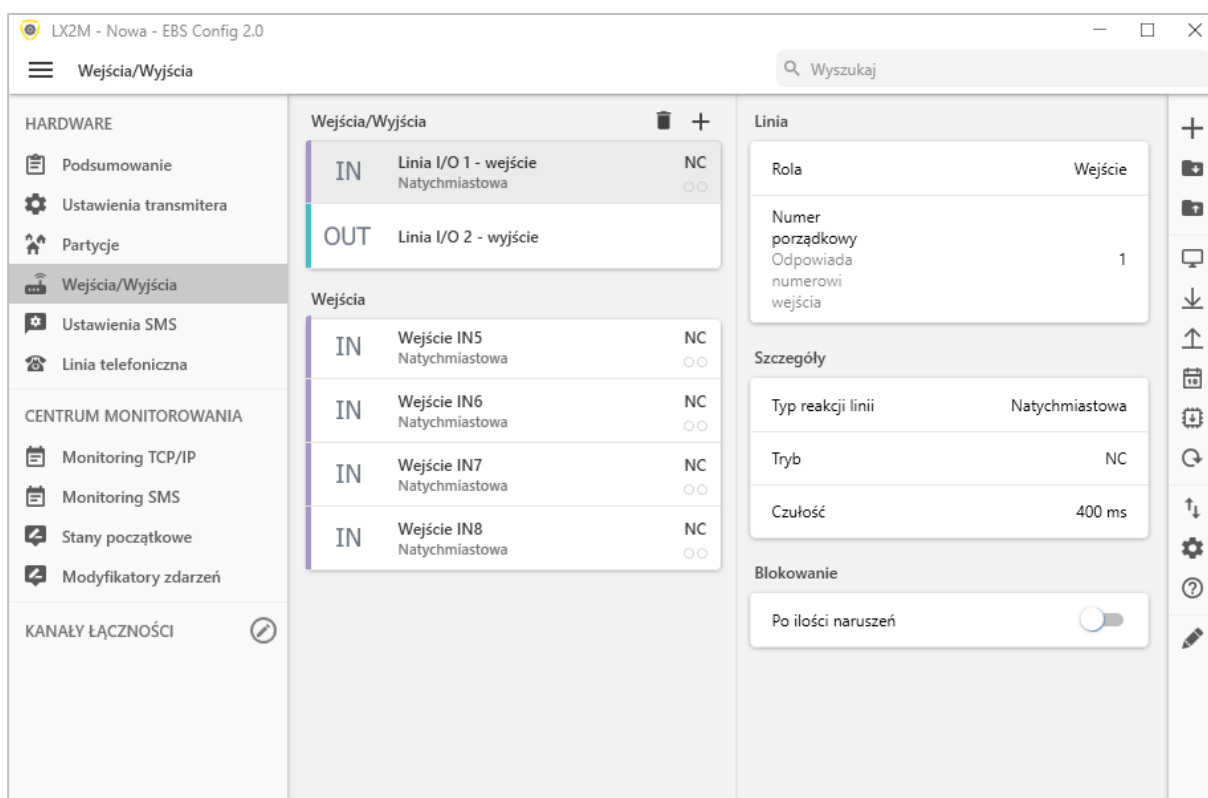 LX2M - Nowa - EBS Config 2.0
Wejścia/Wyjścia
Wyszukaj
HARDWARE
Podsumowanie
Ustawienia transmitera
Partycje
Wejścia/Wyjścia
Ustawienia SMS
Linia telefoniczna
CENTRUM MONITOROWANIA
Monitoring TCP/IP
Monitoring SMS
Stany początkowe
Modyfikatory zdarzeń
KANAŁY ŁĄCZNOŚCI
Wejścia/Wyjścia
IN Linia I/O 1 - wejście NC
Natychmiastowa
OUT Linia I/O 2 - wyjście
Wejścia
IN Wejście IN5 NC
Natychmiastowa
IN Wejście IN6 NC
Natychmiastowa
IN Wejście IN7 NC
Natychmiastowa
IN Wejście IN8 NC
Natychmiastowa
Linia
Rola Wejście
Numer
porządkowy
Odpowiada 1
numerowi
wejścia
Szczegóły
Typ reakcji linii Natychmiastowa
Tryb NC
Czułość 400 ms
Blokowanie
Po ilości naruszeń
10